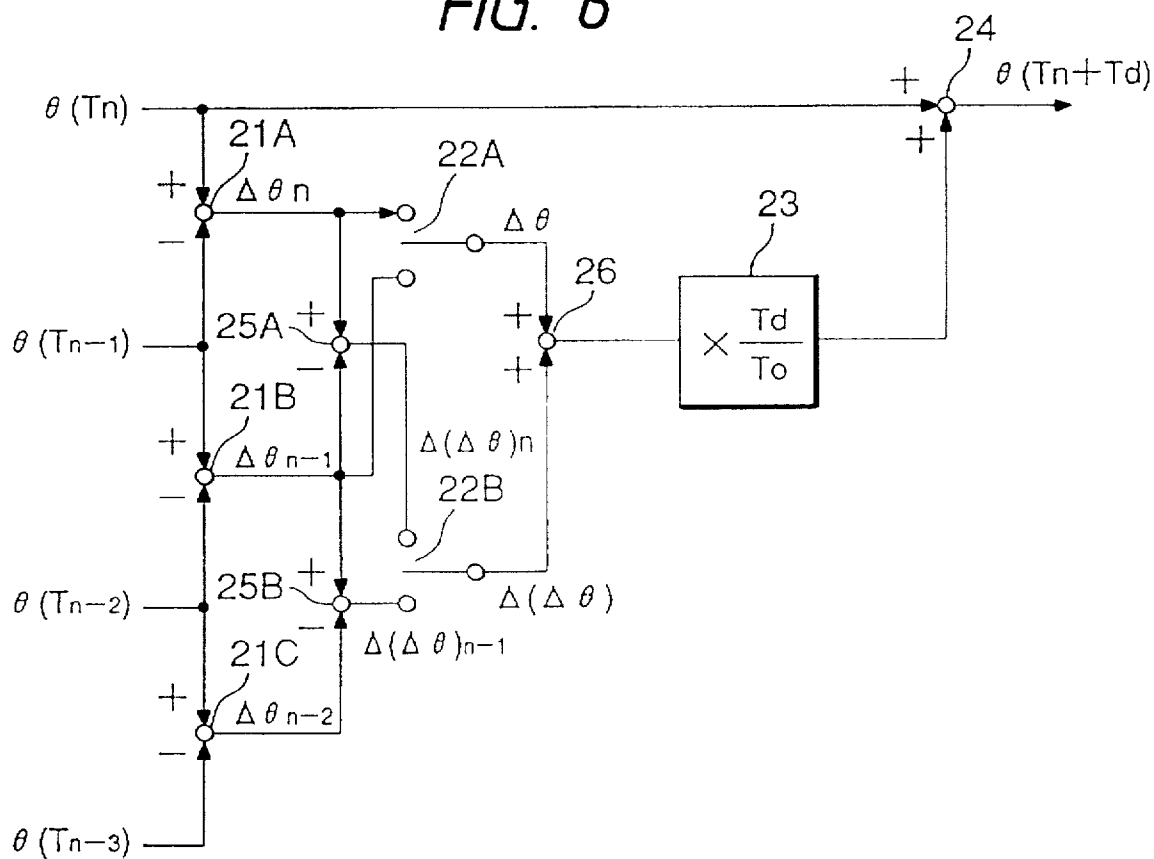 FIG. 6
24
θ (Tn)
+
θ (Tn+Td)
+
21A
22A
+
Δ θ n
Δ θ
23
−
26
+
25A
+
θ (Tn−1)
× Td/To
−
+
21B
+
Δ θ n−1
Δ(Δ θ)n
−
22B
+
25B
θ (Tn−2)
Δ(Δ θ)
−
Δ(Δ θ)n−1
21C
+
Δ θ n−2
−
θ (Tn−3)